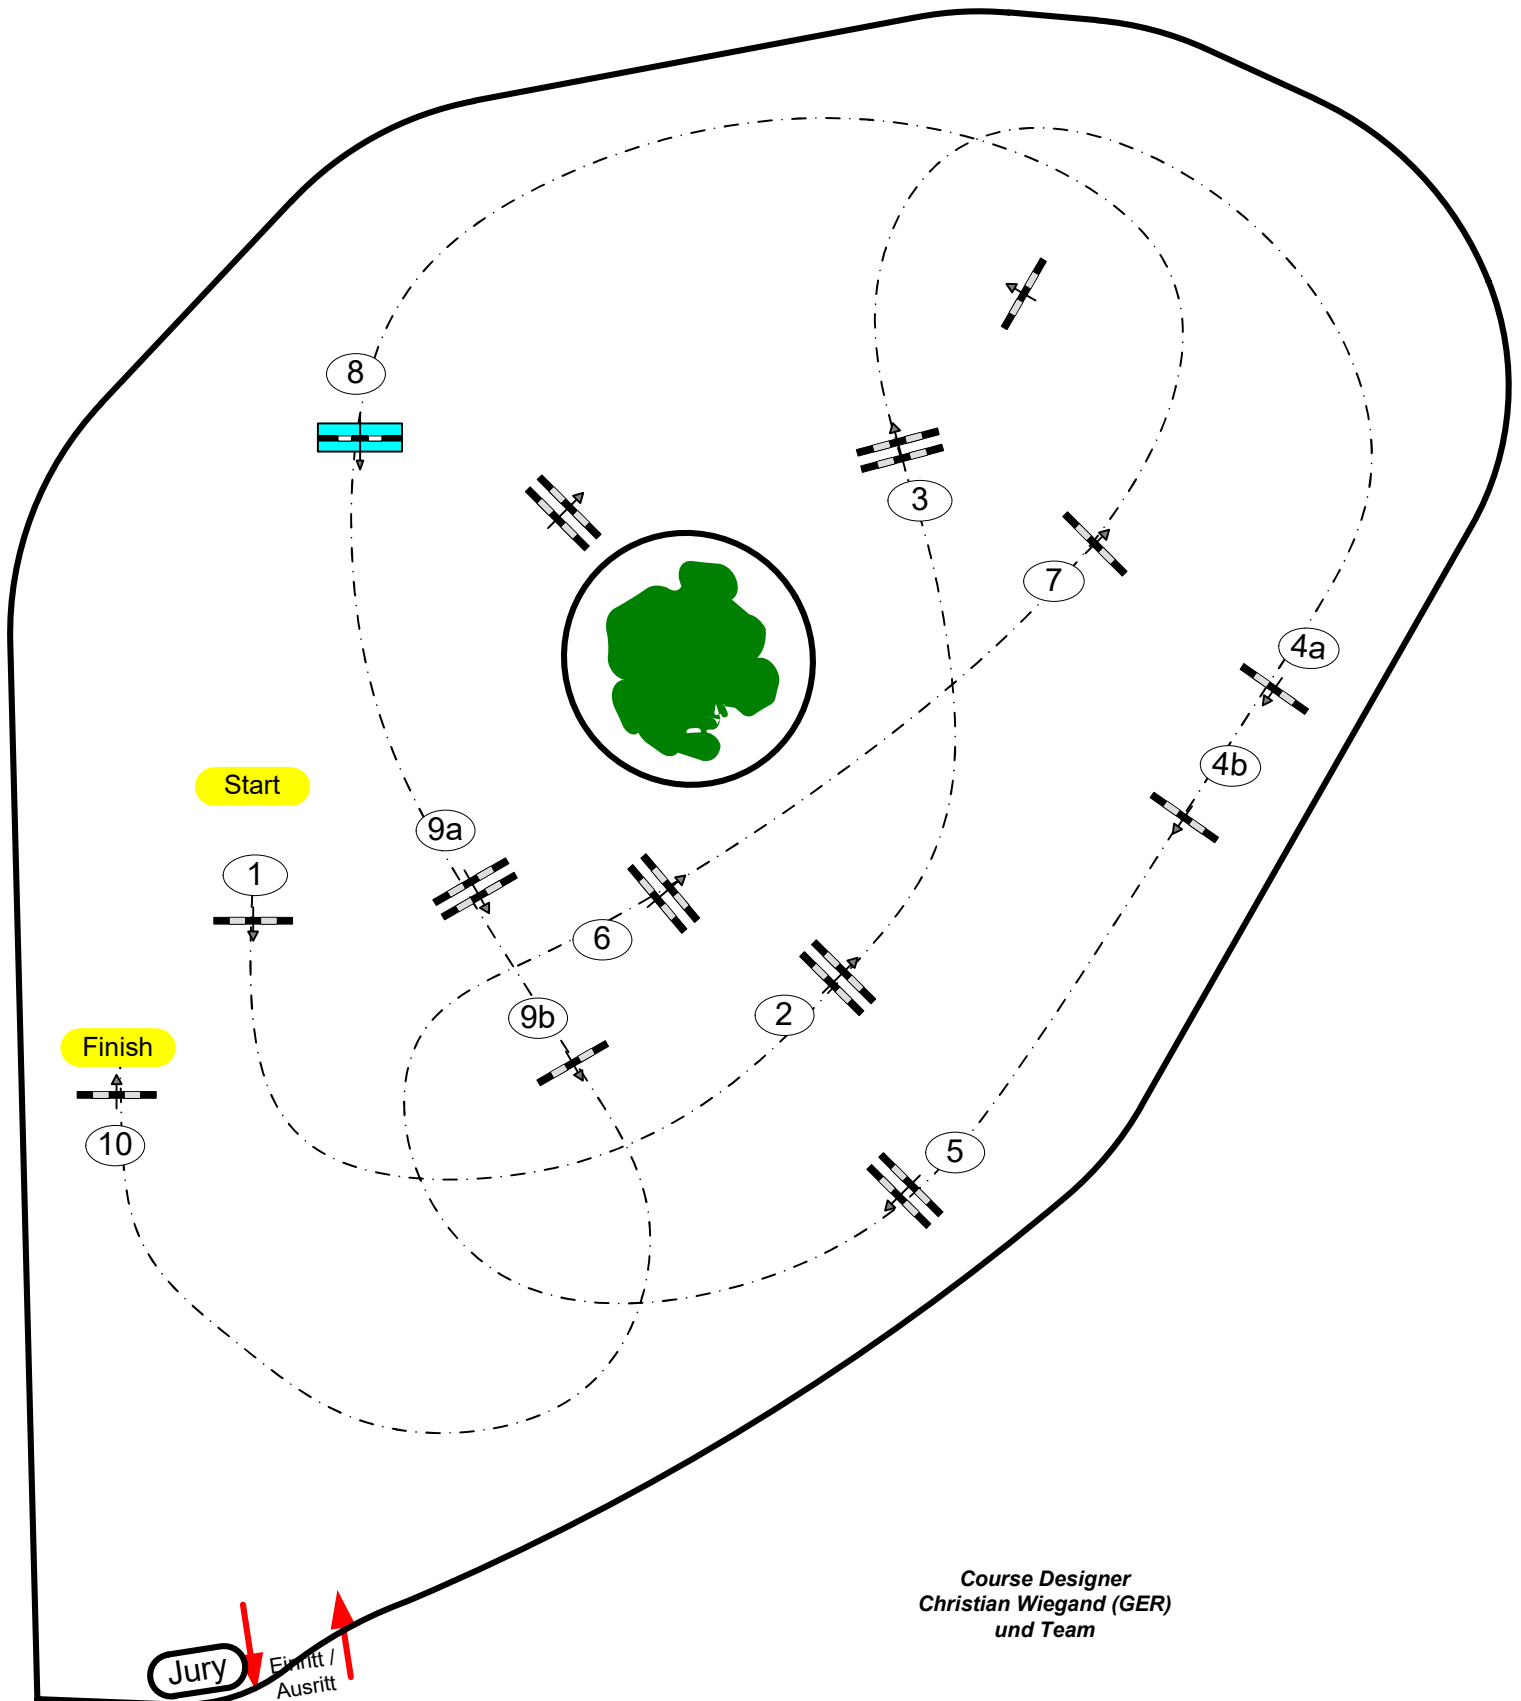 8
3
7
4a
4b
Start
9a
1
6
9b
2
Finish
10
5
Course Designer
Christian Wiegand (GER)
und Team
Jury
Einritt /
Ausritt